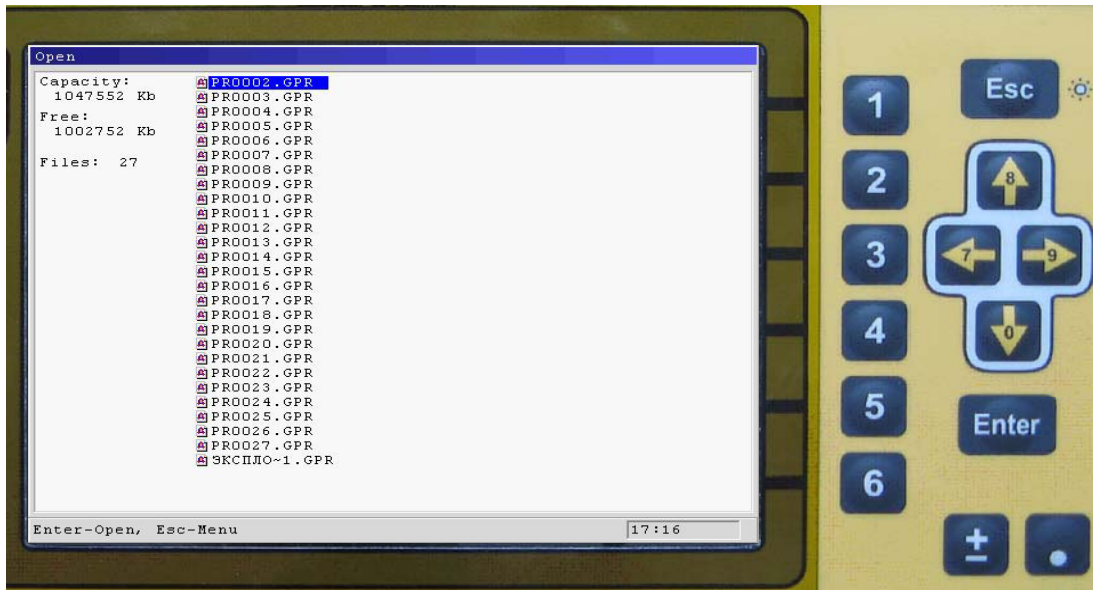 Open
Capacity:
1047552 Kb
Free:
1002752 Kb
Files: 27
PR0002.GPR
PR0003.GPR
PR0004.GPR
PR0005.GPR
PR0006.GPR
PR0007.GPR
PR0008.GPR
PR0009.GPR
PR0010.GPR
PR0011.GPR
PR0012.GPR
PR0013.GPR
PR0014.GPR
PR0015.GPR
PR0016.GPR
PR0017.GPR
PR0018.GPR
PR0019.GPR
PR0020.GPR
PR0021.GPR
PR0022.GPR
PR0023.GPR
PR0024.GPR
PR0025.GPR
PR0026.GPR
PR0027.GPR
ЭКСПЛО~1.GPR
Enter-Open, Esc-Menu
17:16
1
2
3
4
5
6
Esc
8
7
9
0
Enter
±
.